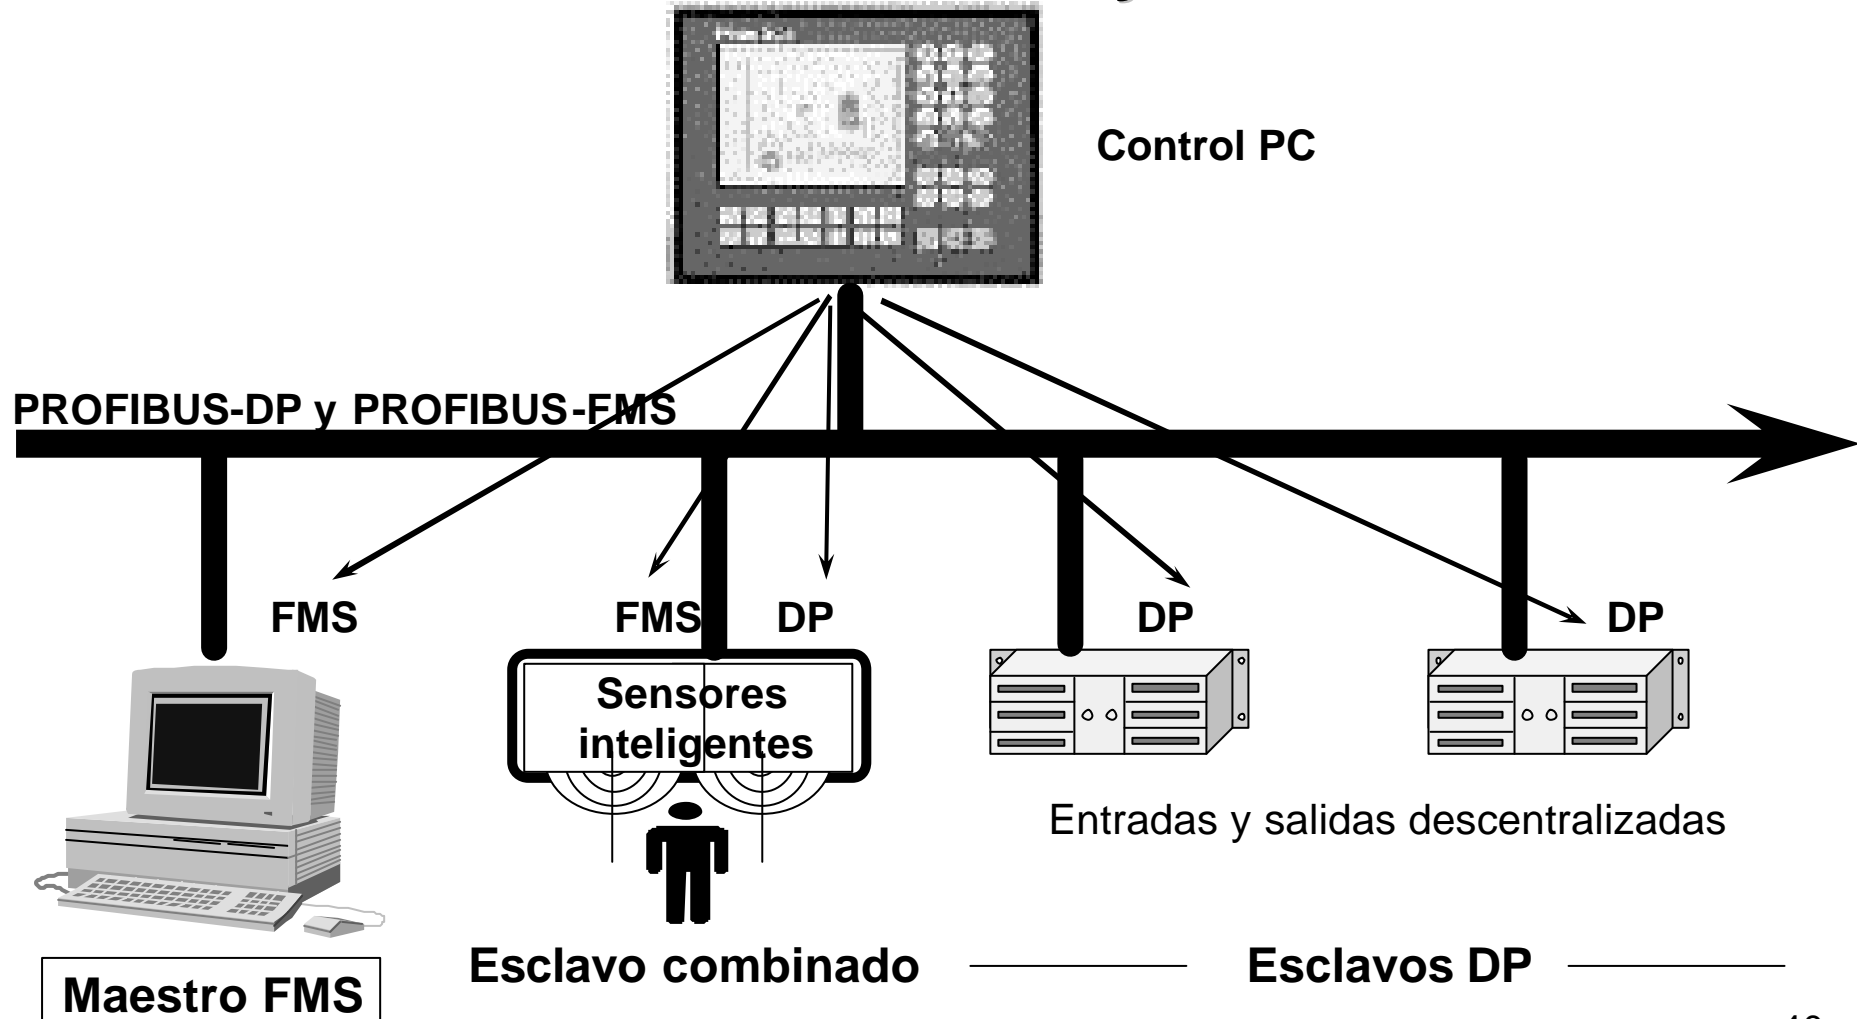 Control PC
PROFIBUS-DP y PROFIBUS-FMS
FMS
FMS
DP
DP
DP
Sensores
inteligentes
Entradas y salidas descentralizadas
Esclavo combinado
Esclavos DP
Maestro FMS